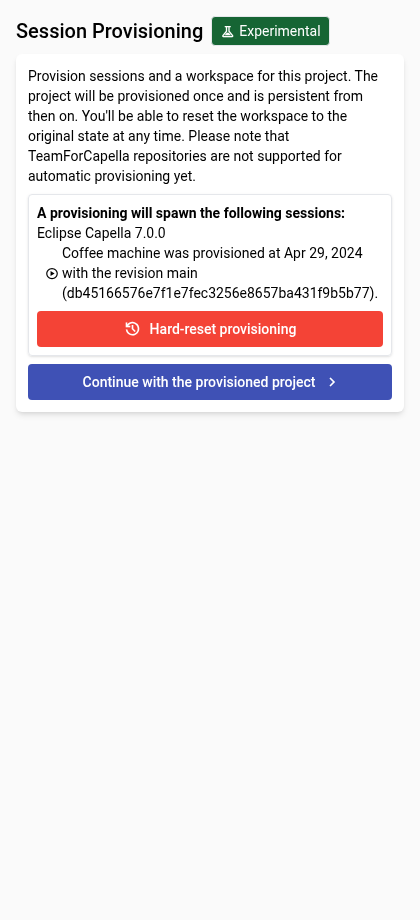 Session Provisioning
Experimental
Provision sessions and a workspace for this project. The
project will be provisioned once and is persistent from
then on. You'll be able to reset the workspace to the
original state at any time. Please note that
TeamForCapella repositories are not supported for
automatic provisioning yet.
A provisioning will spawn the following sessions:
Eclipse Capella 7.0.0
Coffee machine was provisioned at Apr 29, 2024
with the revision main
(db45166576e7f1e7fec3256e8657ba431f9b5b77).
Hard-reset provisioning
Continue with the provisioned project